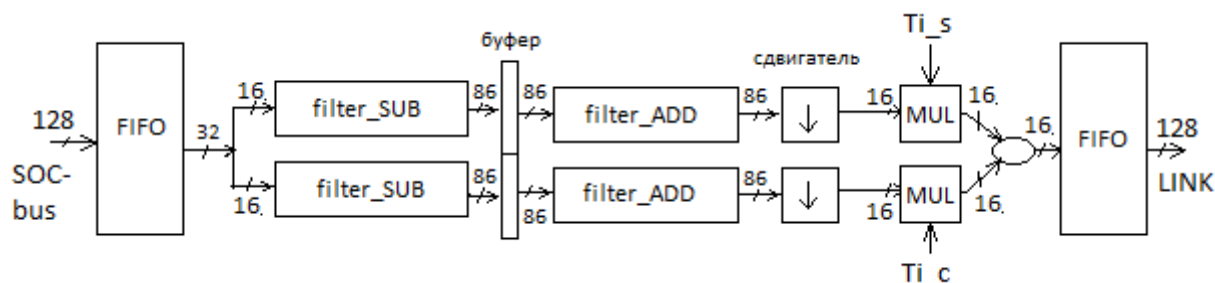 Ti_s
буфер
сдвигатель
128
SOC-
bus
FIFO
32
16.
filter_SUB
86
86
filter_ADD
86
16
MUL
16.
16.
filter_SUB
86
86
filter_ADD
86
16
MUL
16.
16.
FIFO
128
LINK
Ti_c